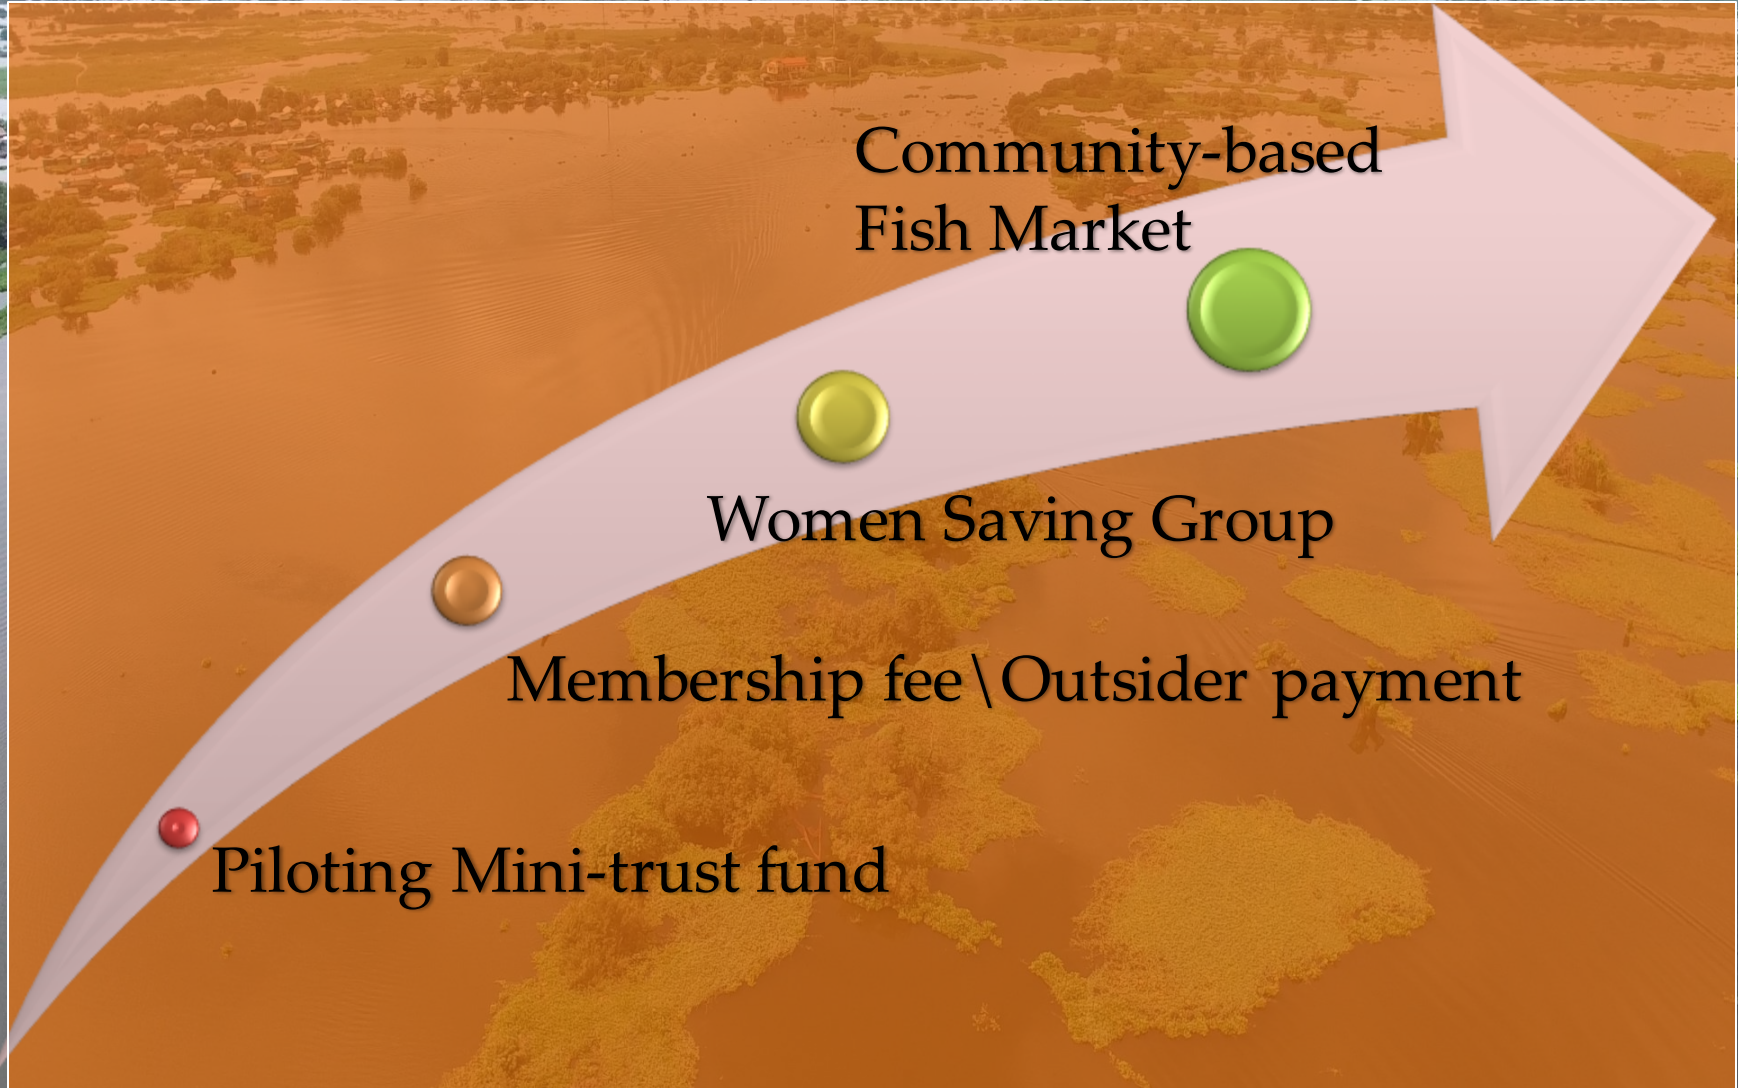 Community-based
Fish Market
Women Saving Group
Membership fee\Outsider payment
Piloting Mini-trust fund